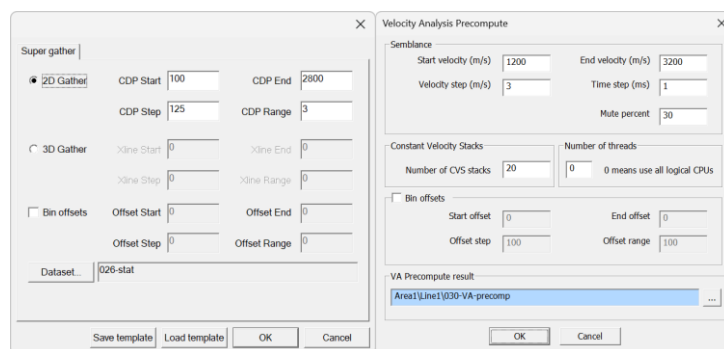 Super gather
2D Gather CDP Start 100 CDP End 2800
CDP Step 125 CDP Range 3
3D Gather Xline Start 0 Xline End 0
Xline Step 0 Xline Range 0
Bin offsets Offset Start 0 Offset End 0
Offset Step 0 Offset Range 0
Dataset... 026-stat
Save template Load template OK Cancel
Velocity Analysis Precompute
Semblance
Start velocity (m/s) 1200 End velocity (m/s) 3200
Velocity step (m/s) 3 Time step (ms) 1
Mute percent 30
Constant Velocity Stacks Number of threads
Number of CVS stacks 20 0 0 means use all logical CPUs
Bin offsets
Start offset 0 End offset 0
Offset step 100 Offset range 100
VA Precompute result
Area1\Line1\030-VA-precomp ...
OK Cancel